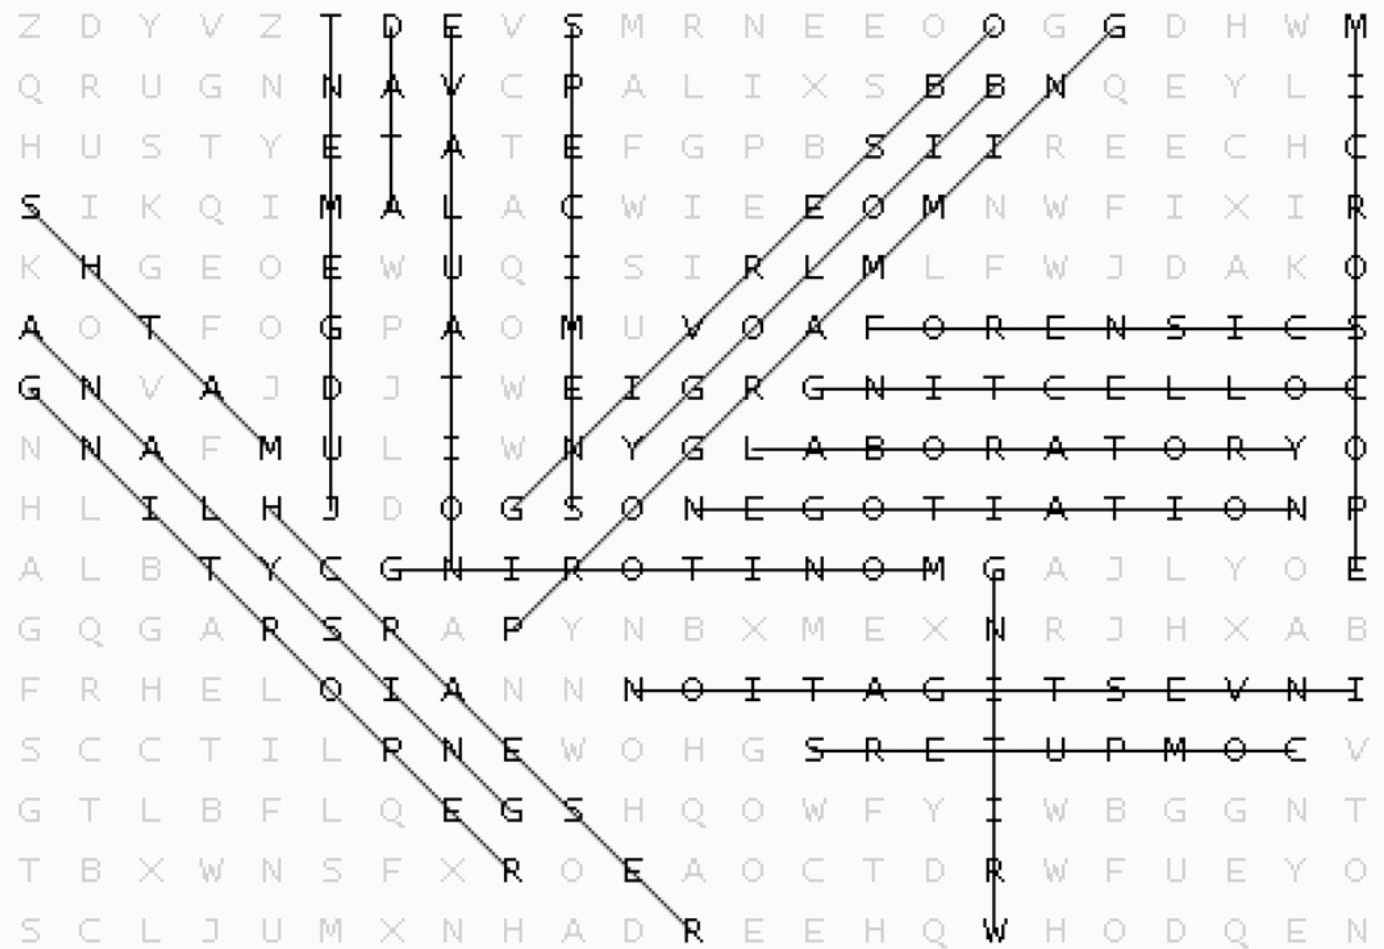 Z D Y V Z T D E V S M R N E E O O G G D H W M
Q R U G N N A V C P A L I X S B B N Q E Y L I
H U S T Y E T A T E F G P B S I I R E E C H C
S I K Q I M A L A C W I E E O M N W F I X I R
K H G E O E W U Q I S I R L M L F W J D A K O
A O T F O G P A O M U V O A F O R E N S I C S
G N V A J D J T W E I G R G N I T C E L L O C
N N A F M U L I W N Y G L A B O R A T O R Y O
H L I L H J D O G S O N E G O T I A T I O N P
A L B T Y C G N I R O T I N O M G A J L Y O E
G Q G A R S R A P Y N B X M E X N R J H X A B
F R H E L O I A N N N O I T A G I T S E V N I
S C C T I L R N E W O H G S R E T U P M O C V
G T L B F L Q E G S H Q O W F Y I W B G G N T
T B X W N S F X R O E A O C T D R W F U E Y O
S C L J U M X N H A D R E E H Q W H O D Q E N